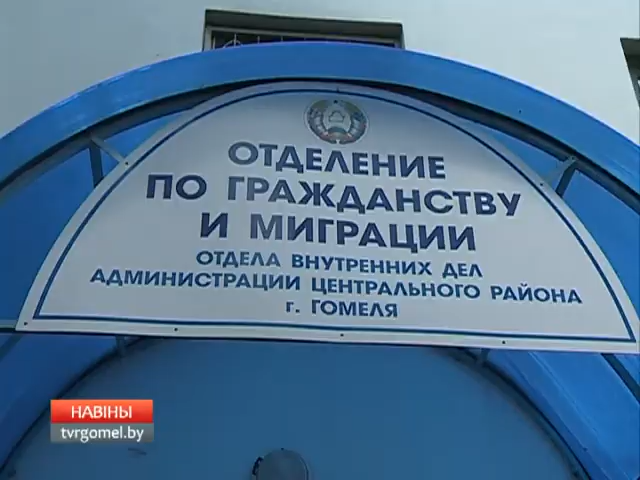 ОТДЕЛЕНИЕ
ПО ГРАЖДАНСТВУ
И МИГРАЦИИ
ОТДЕЛА ВНУТРЕННИХ ДЕЛ
АДМИНИСТРАЦИИ ЦЕНТРАЛЬНОГО РАЙОНА
г. ГОМЕЛЯ
НАВІНЫ
tvrgomel.by